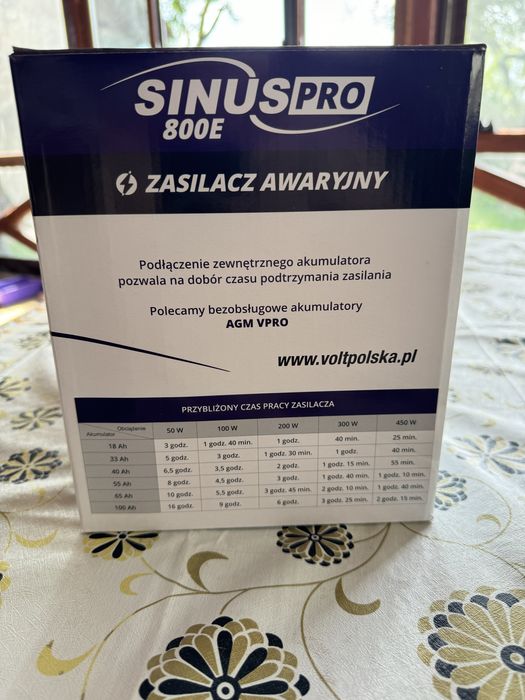 SINUS PRO
800E
ZASILACZ AWARYJNY
Podłączenie zewnętrznego akumulatora
pozwala na dobór czasu podtrzymania zasilania
Polecamy bezobsługowe akumulatory
AGM VPRO
www.voltpolska.pl
PRZYBLIŻONY CZAS PRACY ZASILACZA
Akumulator Obciążenie 50 W 100 W 200 W 300 W 450 W
18 Ah 3 godz. 1 godz. 40 min. 1 godz. 40 min. 25 min.
33 Ah 5 godz. 3 godz. 1 godz. 30 min. 1 godz. 40 min.
40 Ah 6,5 godz. 3,5 godz. 2 godz. 1 godz. 15 min. 55 min.
55 Ah 8 godz. 4,5 godz. 3 godz. 1 godz. 40 min. 1 godz. 10 min.
65 Ah 10 godz. 5,5 godz. 3 godz. 45 min. 2 godz. 10 min. 1 godz. 40 min.
100 Ah 16 godz. 9 godz. 6 godz. 3 godz. 25 min. 2 godz. 15 min.